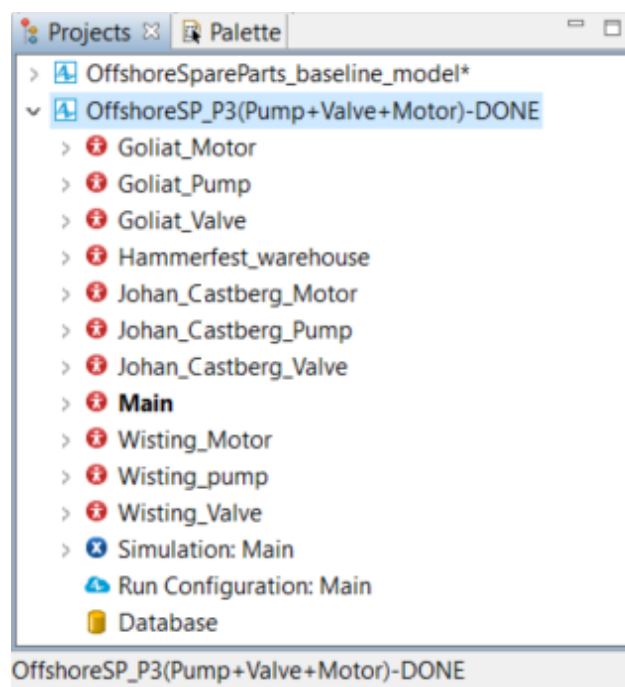 Projects Palette
OffshoreSpareParts_baseline_model*
OffshoreSP_P3(Pump+Valve+Motor)-DONE
Goliat_Motor
Goliat_Pump
Goliat_Valve
Hammerfest_warehouse
Johan_Castberg_Motor
Johan_Castberg_Pump
Johan_Castberg_Valve
Main
Wisting_Motor
Wisting_pump
Wisting_Valve
Simulation: Main
Run Configuration: Main
Database
OffshoreSP_P3(Pump+Valve+Motor)-DONE